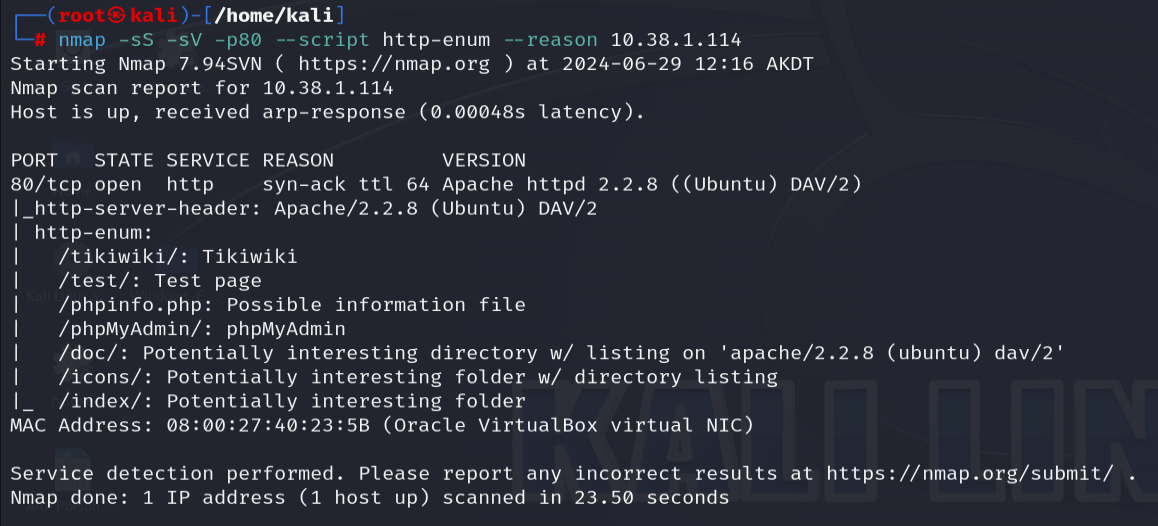 ┌──(root㉿kali)-[/home/kali]
└─# nmap -sS -sV -p80 --script http-enum --reason 10.38.1.114
Starting Nmap 7.94SVN ( https://nmap.org ) at 2024-06-29 12:16 AKDT
Nmap scan report for 10.38.1.114
Host is up, received arp-response (0.00048s latency).

PORT   STATE SERVICE REASON         VERSION
80/tcp open  http    syn-ack ttl 64 Apache httpd 2.2.8 ((Ubuntu) DAV/2)
|_http-server-header: Apache/2.2.8 (Ubuntu) DAV/2
| http-enum:
|   /tikiwiki/: Tikiwiki
|   /test/: Test page
|   /phpinfo.php: Possible information file
|   /phpMyAdmin/: phpMyAdmin
|   /doc/: Potentially interesting directory w/ listing on 'apache/2.2.8 (ubuntu) dav/2'
|   /icons/: Potentially interesting folder w/ directory listing
|_  /index/: Potentially interesting folder
MAC Address: 08:00:27:40:23:5B (Oracle VirtualBox virtual NIC)

Service detection performed. Please report any incorrect results at https://nmap.org/submit/ .
Nmap done: 1 IP address (1 host up) scanned in 23.50 seconds
KALI LIN